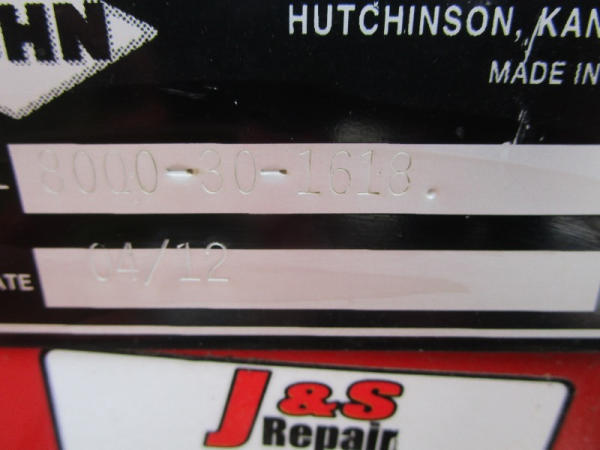 HUTCHINSON, KAN
MADE IN
8000-30-1618.
ATE 04/12
J&S
Repair